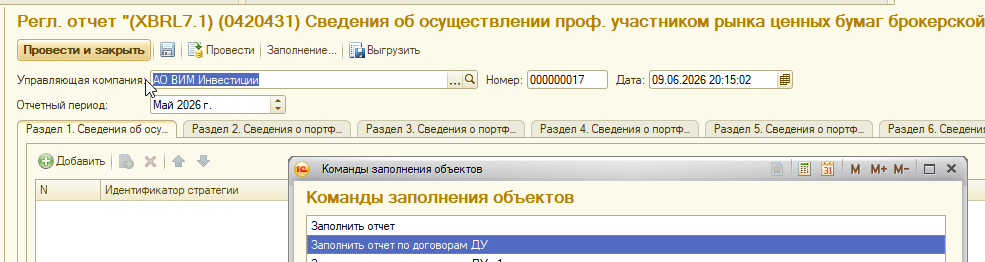 Регл. отчет "(XBRL7.1) (0420431) Сведения об осуществлении проф. участником рынка ценных бумаг брокерской
Провести и закрыть Провести Заполнение... Выгрузить
Управляющая компания: АО ВИМ Инвестиции ... Номер: 000000017 Дата: 09.06.2026 20:15:02
Отчетный период: Май 2026 г.
Раздел 1. Сведения об осу... Раздел 2. Сведения о портф... Раздел 3. Сведения о портф... Раздел 4. Сведения о портф... Раздел 5. Сведения о портф... Раздел 6. Сведения
Добавить
N Идентификатор стратегии
1С Команды заполнения объектов 31 M M+ M-
Команды заполнения объектов
Заполнить отчет
Заполнить отчет по договорам ДУ